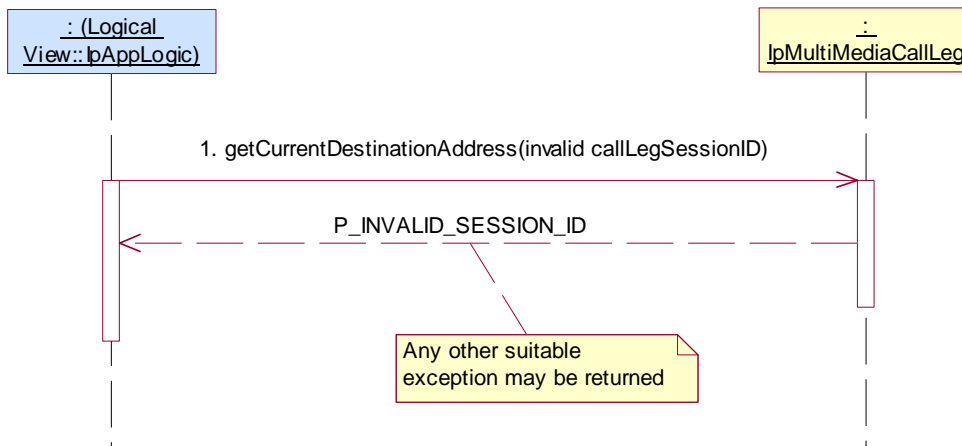 : (Logical
View::IpAppLogic)
:
IpMultiMediaCallLeg
1. getCurrentDestinationAddress(invalid callLegSessionID)
P_INVALID_SESSION_ID
Any other suitable
exception may be returned